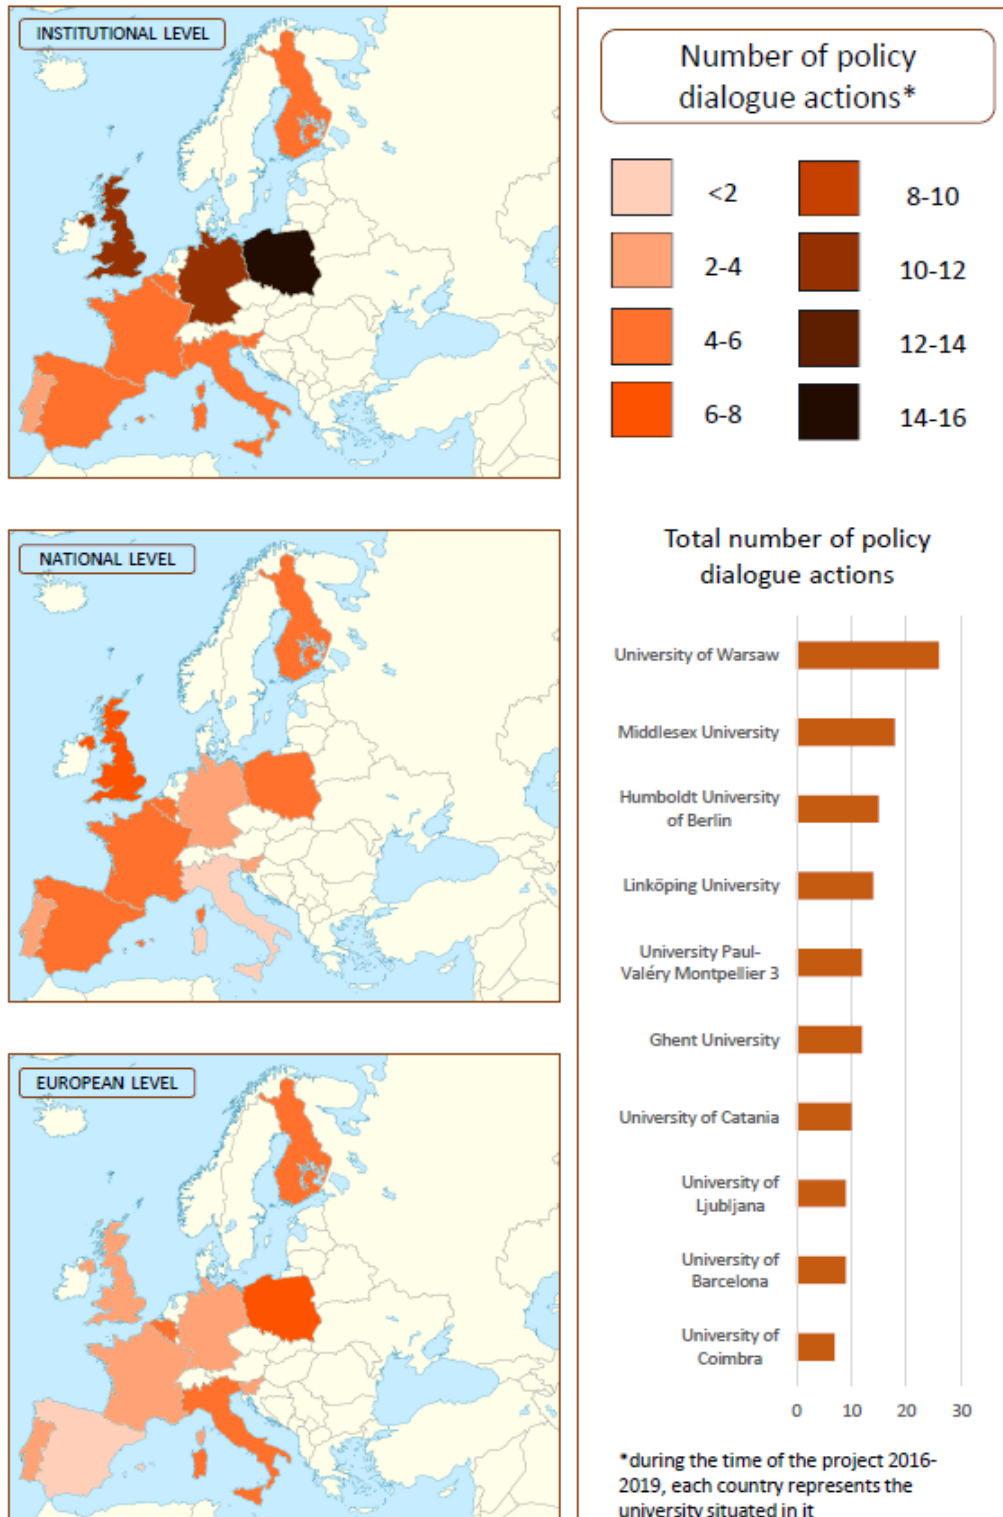 INSTITUTIONAL LEVEL
Number of policy
dialogue actions*
<2
8-10
2-4
10-12
4-6
12-14
6-8
14-16
NATIONAL LEVEL
Total number of policy
dialogue actions
University of Warsaw
Middlesex University
Humboldt University
of Berlin
Linköping University
University Paul-
Valéry Montpellier 3
Ghent University
University of Catania
University of
Ljubljana
University of
Barcelona
University of
Coimbra
0 10 20 30
EUROPEAN LEVEL
*during the time of the project 2016-
2019, each country represents the
university situated in it